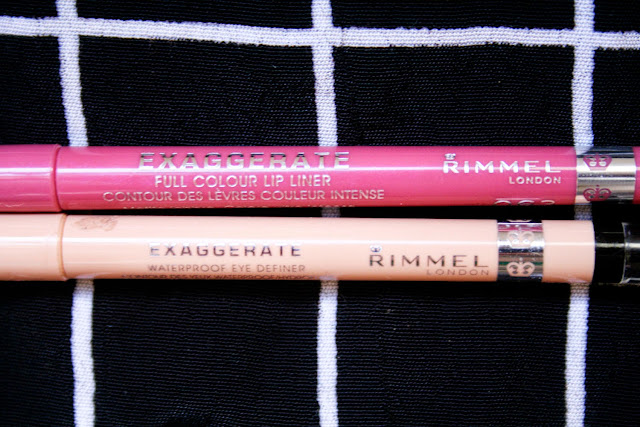 EXAGGERATE
FULL COLOUR LIP LINER
CONTOUR DES LÈVRES COULEUR INTENSE
RIMMEL
LONDON
EXAGGERATE
WATERPROOF EYE DEFINER
RIMMEL
LONDON